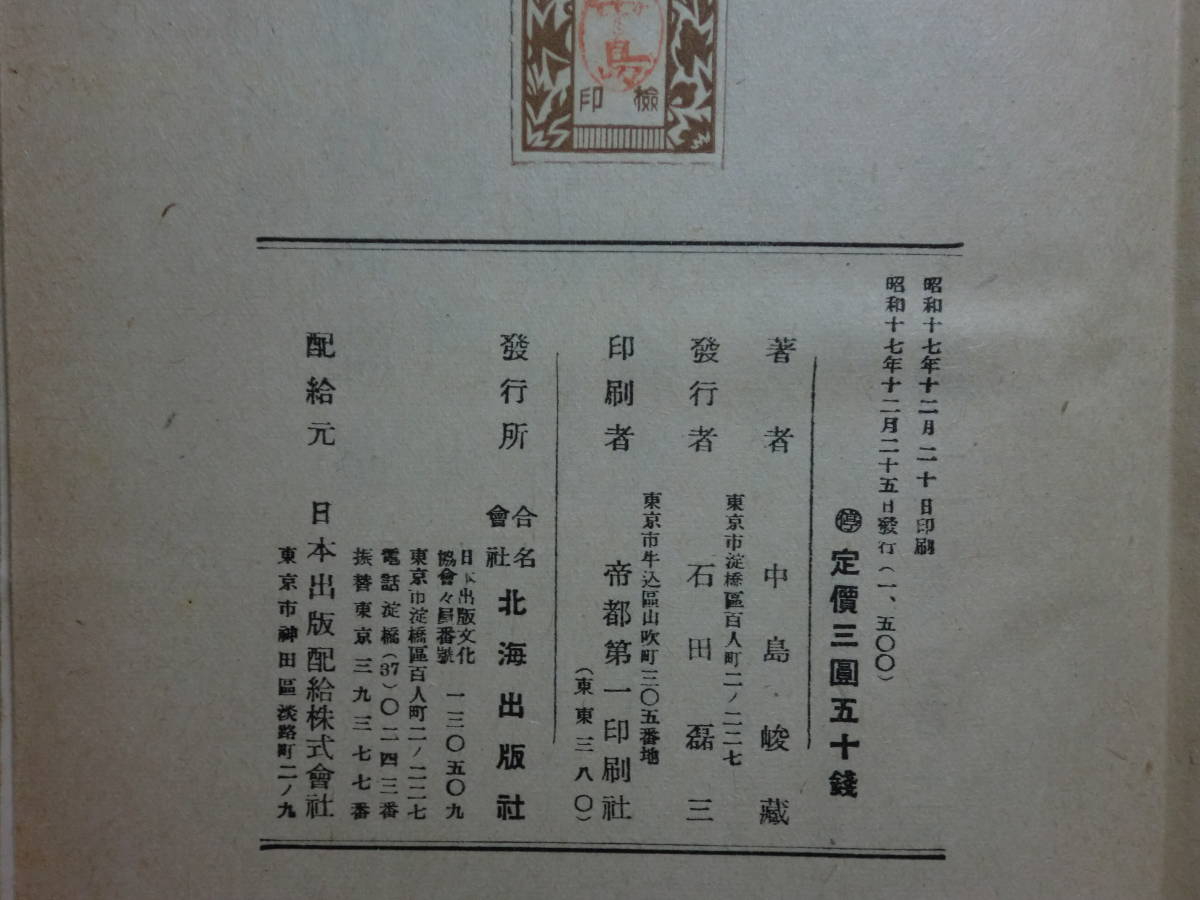 島
檢印
昭和十七年十二月二十日印刷
昭和十七年十二月二十五日發行(一、五〇〇)
停 定價三圓五十錢
著者 中島峻藏
東京市淀橋區百人町二ノ二二七
發行者 石田磊三
東京市牛込區山吹町三〇五番地
印刷者 帝都第一印刷社
(東東三八〇)
發行所 合名會社 北海出版社
日本出版文化協會々員番號 一三〇五〇九
東京市淀橋區百人町二ノ二二七
電話淀橋(37)〇二四三番
振替東京三九三七七番
配給元 日本出版配給株式會社
東京市神田區淡路町二ノ九